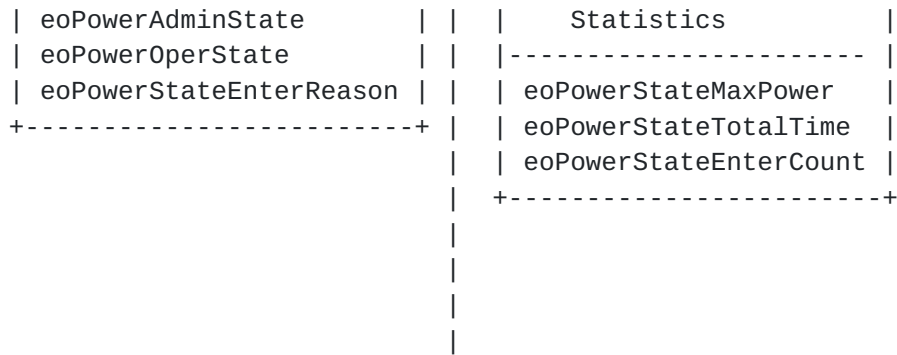 | eoPowerAdminState       | |  |    Statistics          |
| eoPowerOperState        | |  |----------------------- |
| eoPowerStateEnterReason | |  | eoPowerStateMaxPower   |
+-------------------------+ |  | eoPowerStateTotalTime  |
                            |  | eoPowerStateEnterCount |
                            |  +------------------------+
                            |
                            |
                            |
                            |